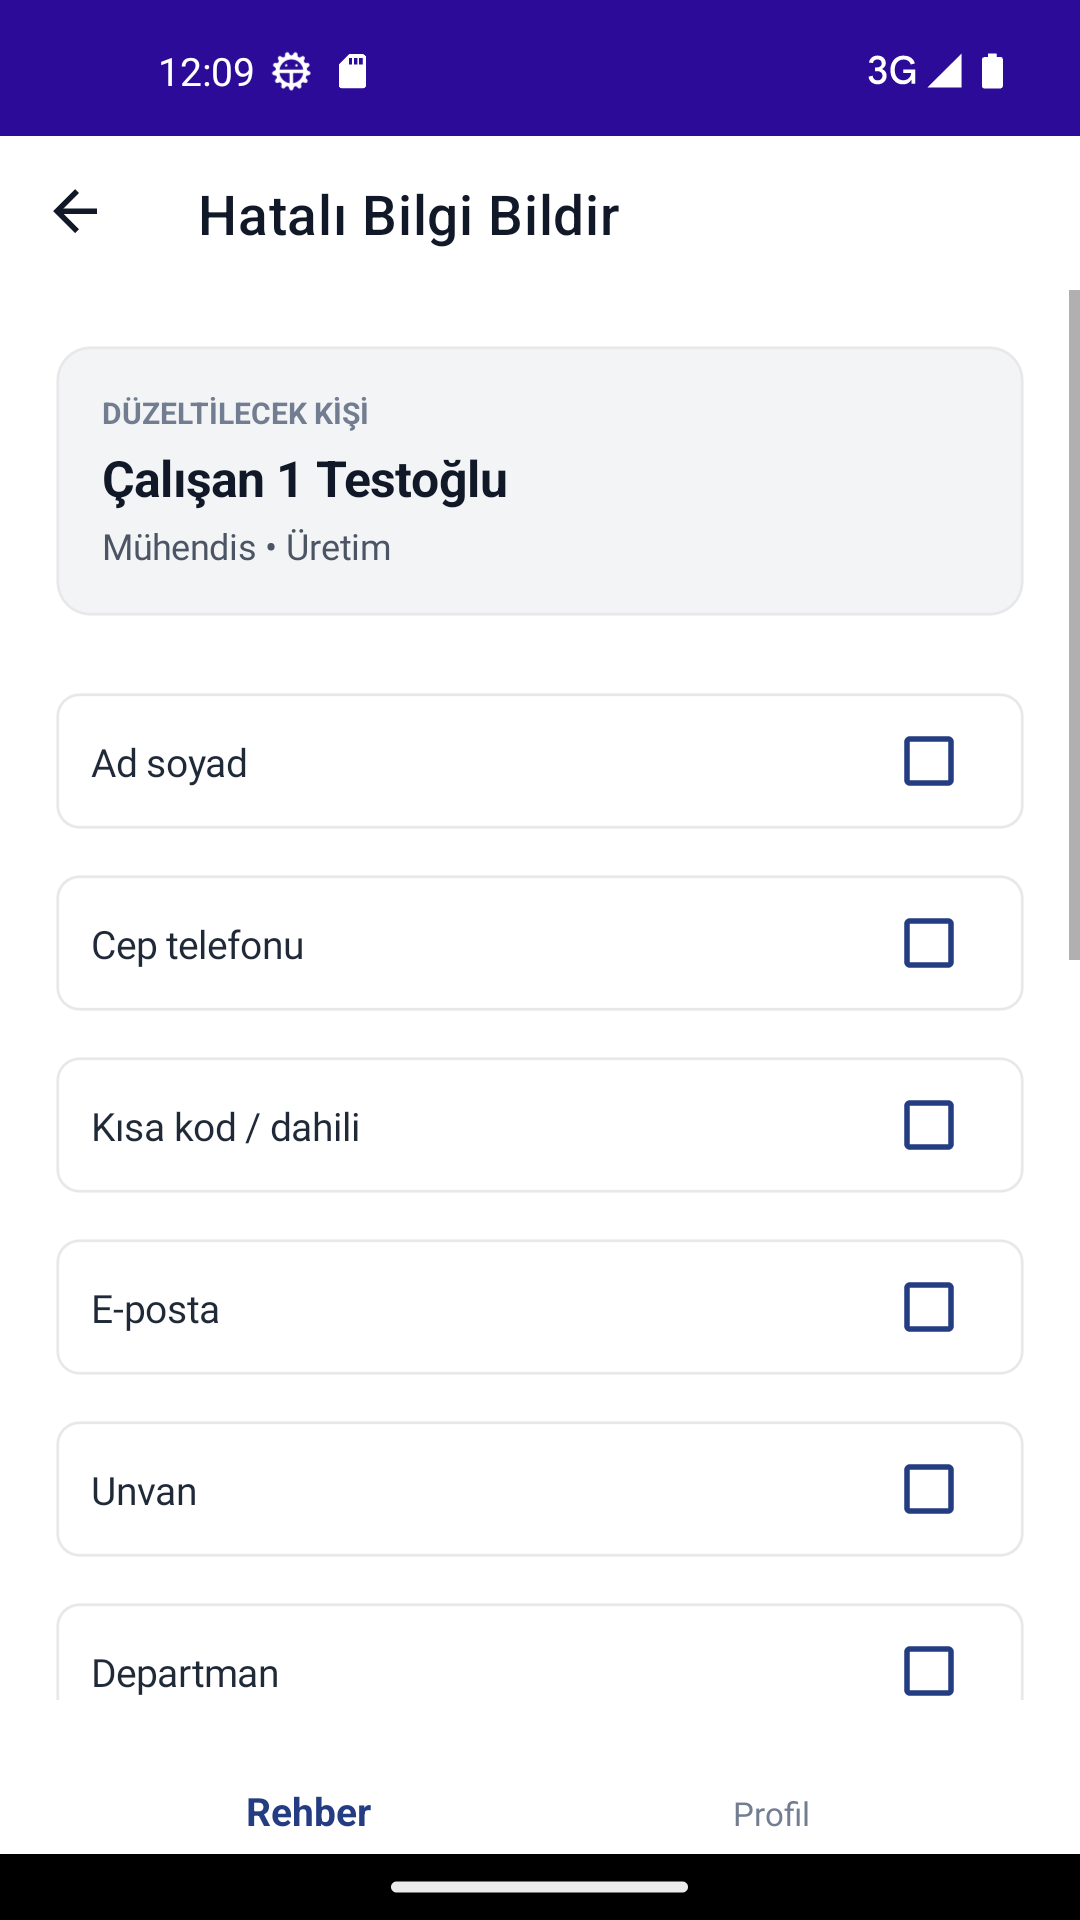 12:09
3G
Hatalı Bilgi Bildir
DÜZELTİLECEK KİŞİ
Çalışan 1 Testoğlu
Mühendis • Üretim
Ad soyad
Cep telefonu
Kısa kod / dahili
E-posta
Unvan
Departman
Rehber
Profil